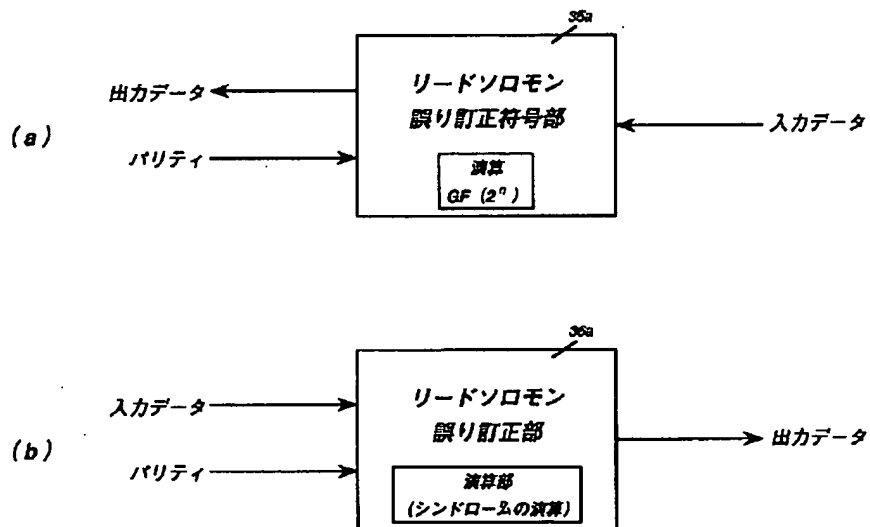 35a
リードソロモン
誤り訂正符号部
出力データ
(a)
入力データ
パリティ
演算
GF (2ⁿ)
36a
リードソロモン
誤り訂正部
入力データ
(b)
出力データ
パリティ
演算部
(シンドロームの演算)